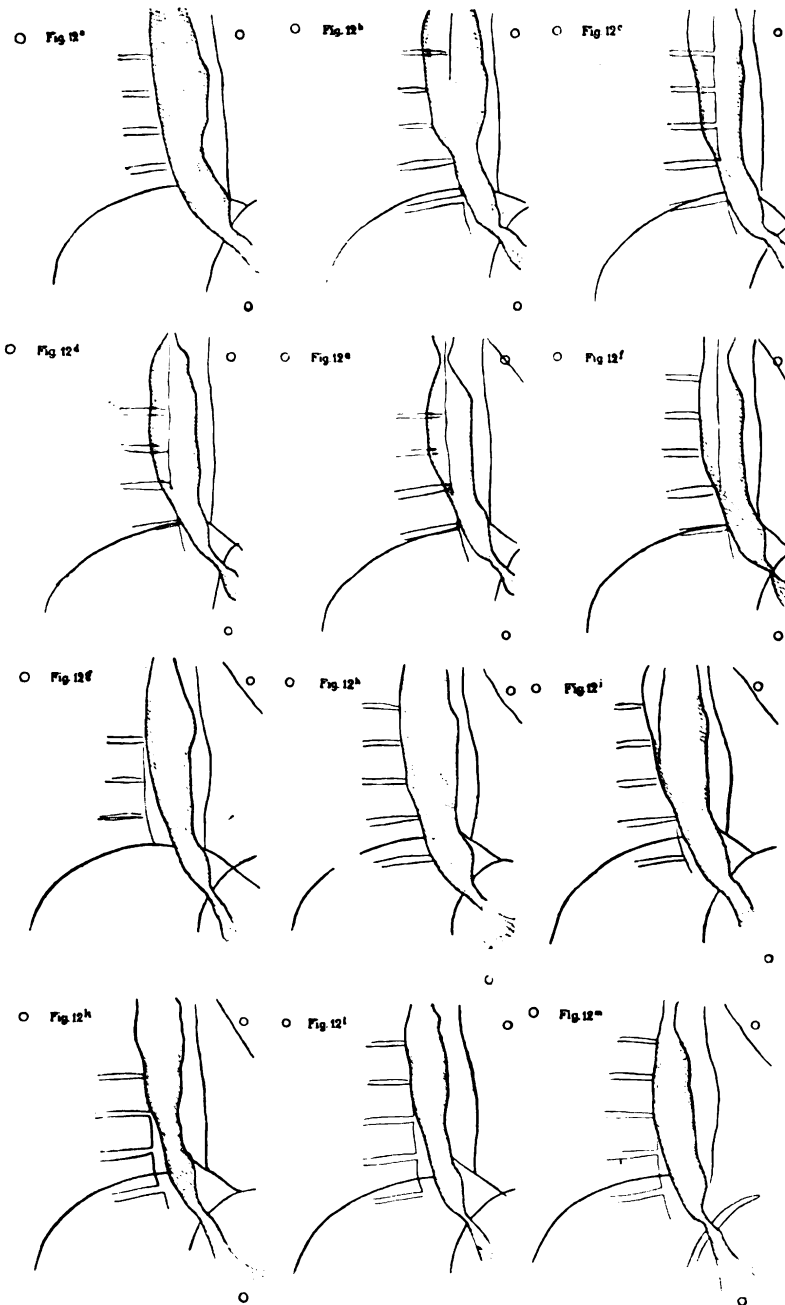 Fig. 12ª Fig. 12ᵇ Fig. 12ᶜ
Fig. 12ᵈ Fig. 12ᵉ Fig. 12ᶠ
Fig. 12ᵍ Fig. 12ʰ Fig. 12ⁱ
Fig. 12ᵏ Fig. 12ˡ Fig. 12ᵐ